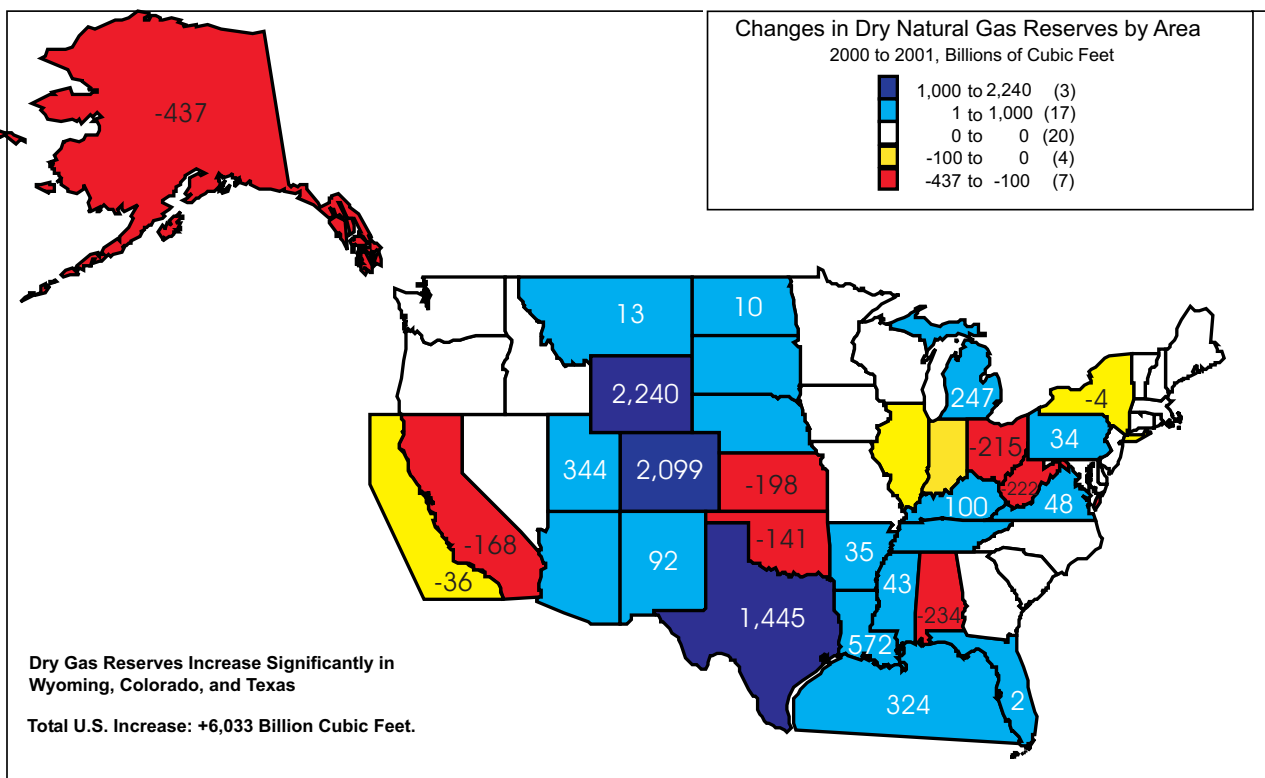 Changes in Dry Natural Gas Reserves by Area
2000 to 2001, Billions of Cubic Feet
1,000 to 2,240 (3)
1 to 1,000 (17)
0 to 0 (20)
-100 to 0 (4)
-437 to -100 (7)
-437
13
10
2,240
247
-4
344
2,099
-198
-215
34
-222
100
48
-168
-36
92
-141
35
43
-234
1,445
572
324
2
Dry Gas Reserves Increase Significantly in
Wyoming, Colorado, and Texas
Total U.S. Increase: +6,033 Billion Cubic Feet.